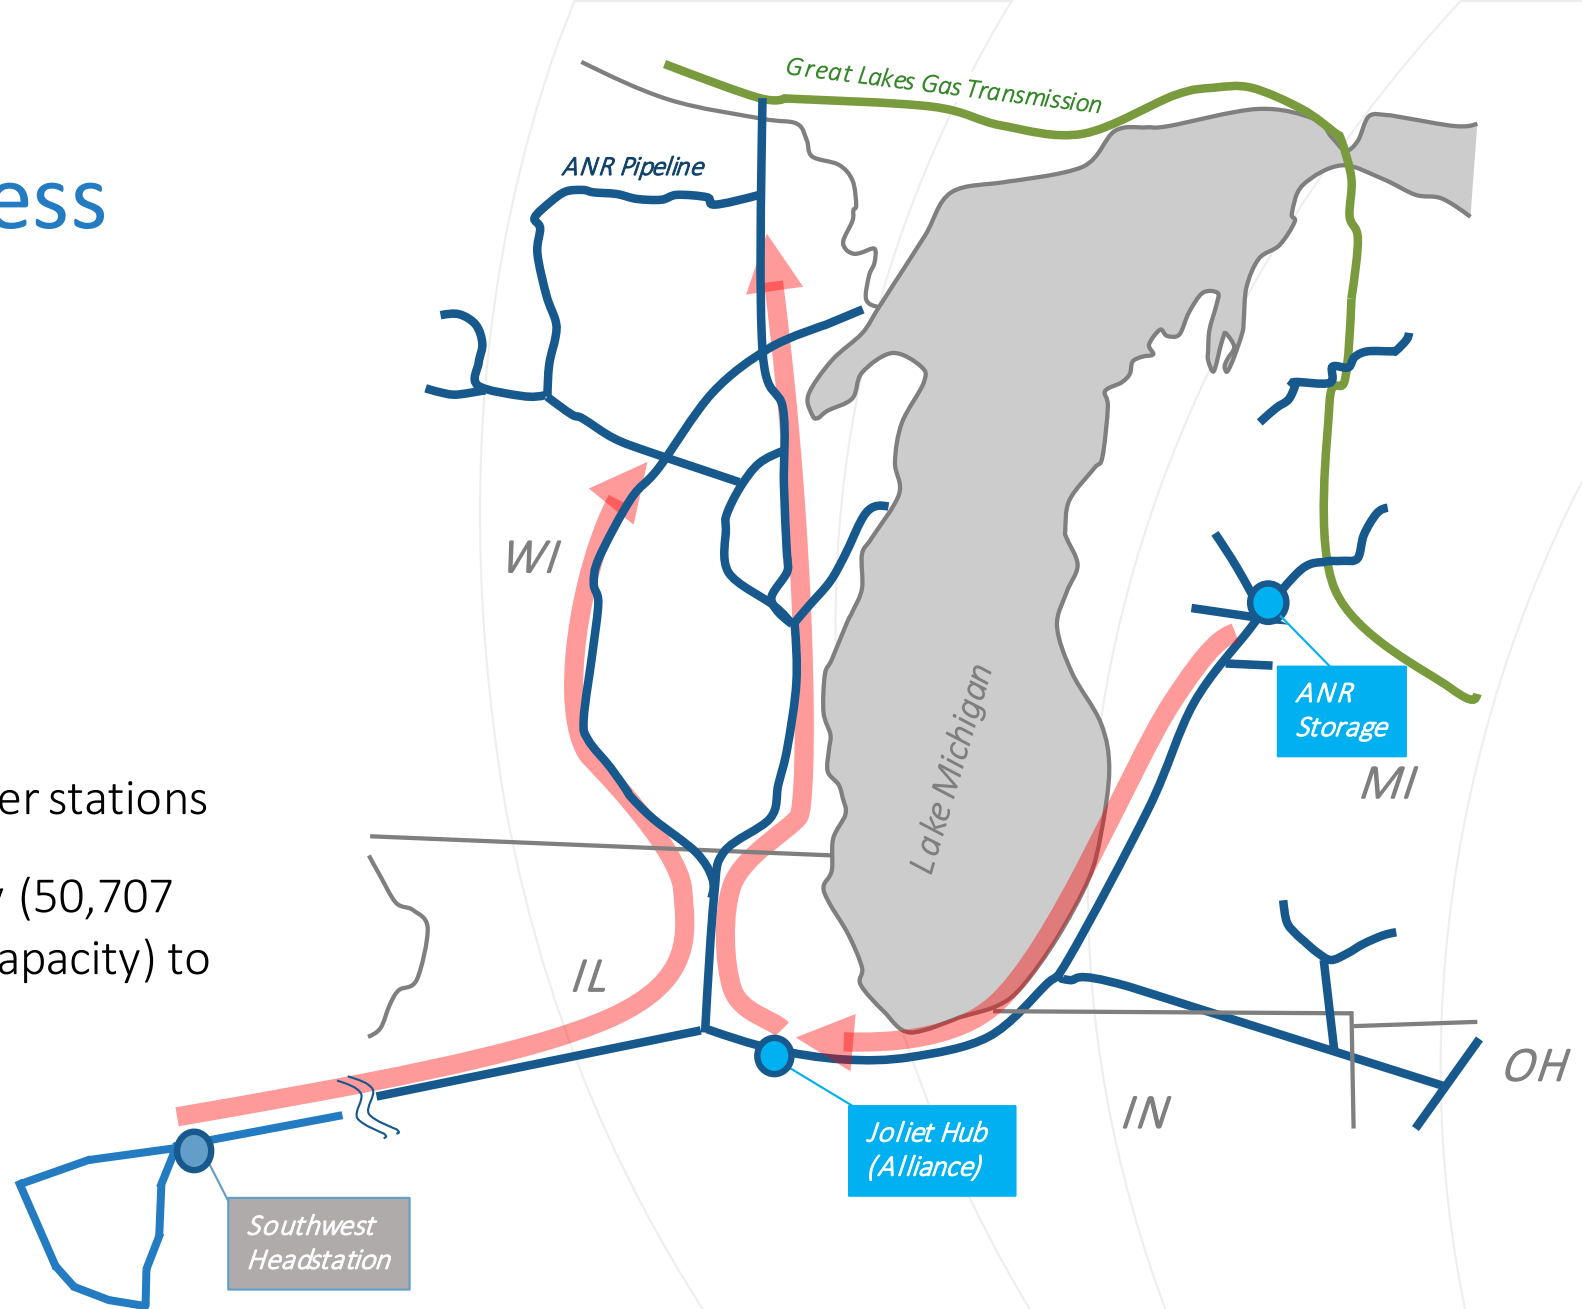 ess
er stations
(50,707
apacity) to
Great Lakes Gas Transmission
ANR Pipeline
WI
Lake Michigan
ANR
Storage
MI
IL
OH
IN
Joliet Hub
(Alliance)
Southwest
Headstation